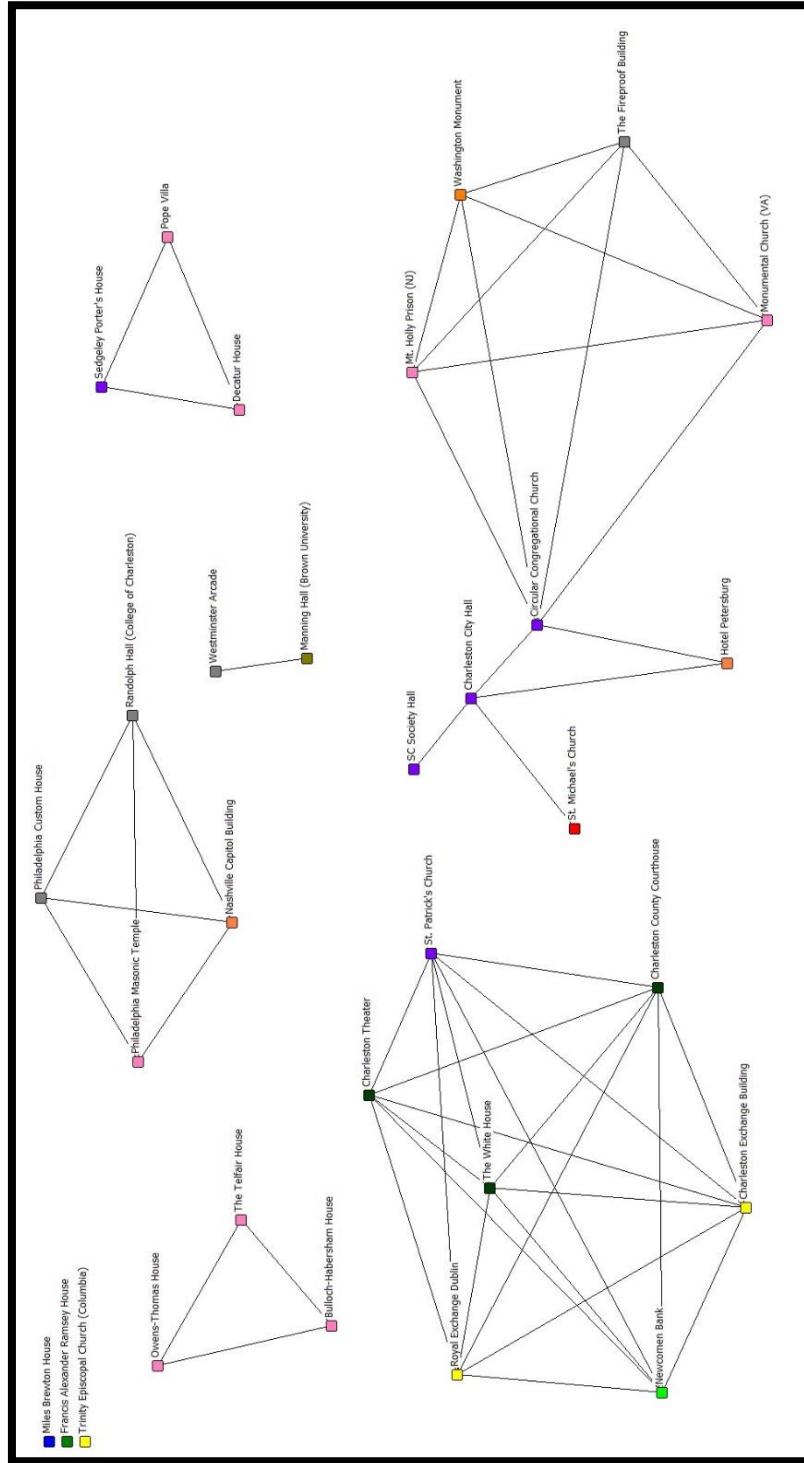 Miles Brewton House
Francis Alexander Ramsey House
Trinity Episcopal Church (Columbia)
Owens-Thomas House
The Telfair House
Bulloch-Habersham House
Philadelphia Custom House
Philadelphia Masonic Temple
Randolph Hall (College of Charleston)
Nashville Capitol Building
Westminster Arcade
Manning Hall (Brown University)
Sedgeley Porter's House
Pope Villa
Decatur House
Charleston Theater
St. Patrick's Church
The White House
Royal Exchange Dublin
Charleston County Courthouse
Newcomen Bank
Charleston Exchange Building
SC Society Hall
Charleston City Hall
St. Michael's Church
Circular Congregational Church
Hotel Petersburg
Mt. Holly Prison (NJ)
Washington Monument
The Fireproof Building
Monumental Church (VA)